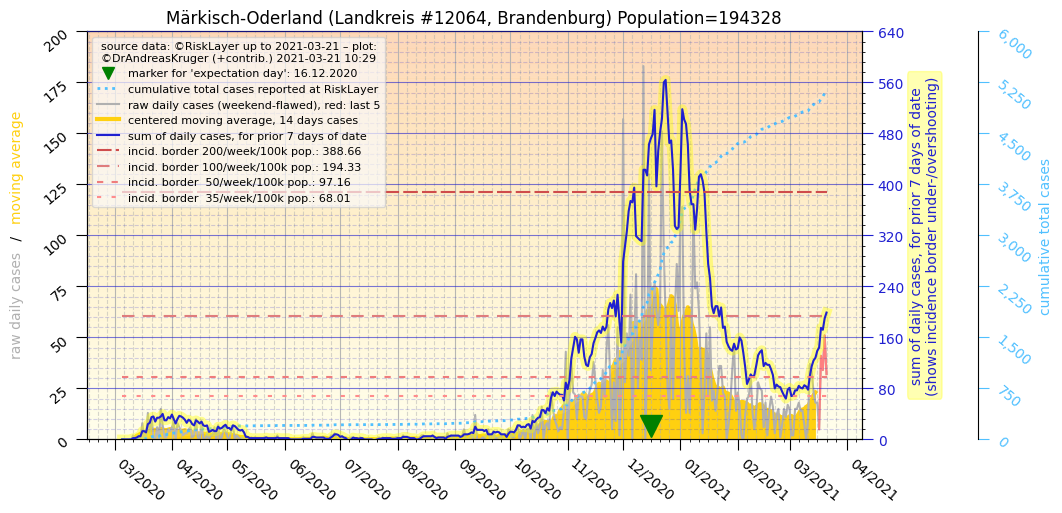 Märkisch-Oderland (Landkreis #12064, Brandenburg) Population=194328
source data: ©RiskLayer up to 2021-03-21 – plot:
©DrAndreasKruger (+contrib.) 2021-03-21 10:29
marker for 'expectation day': 16.12.2020
cumulative total cases reported at RiskLayer
raw daily cases (weekend-flawed), red: last 5
centered moving average, 14 days cases
sum of daily cases, for prior 7 days of date
incid. border 200/week/100k pop.: 388.66
incid. border 100/week/100k pop.: 194.33
incid. border  50/week/100k pop.: 97.16
incid. border  35/week/100k pop.: 68.01
raw daily cases / moving average
200
175
150
125
100
75
50
25
0
03/2020
04/2020
05/2020
06/2020
07/2020
08/2020
09/2020
10/2020
11/2020
12/2020
01/2021
02/2021
03/2021
04/2021
640
560
480
400
320
240
160
80
0
sum of daily cases, for prior 7 days of date
(shows incidence border under-/overshooting)
6,000
5,250
4,500
3,750
3,000
2,250
1,500
750
0
cumulative total cases